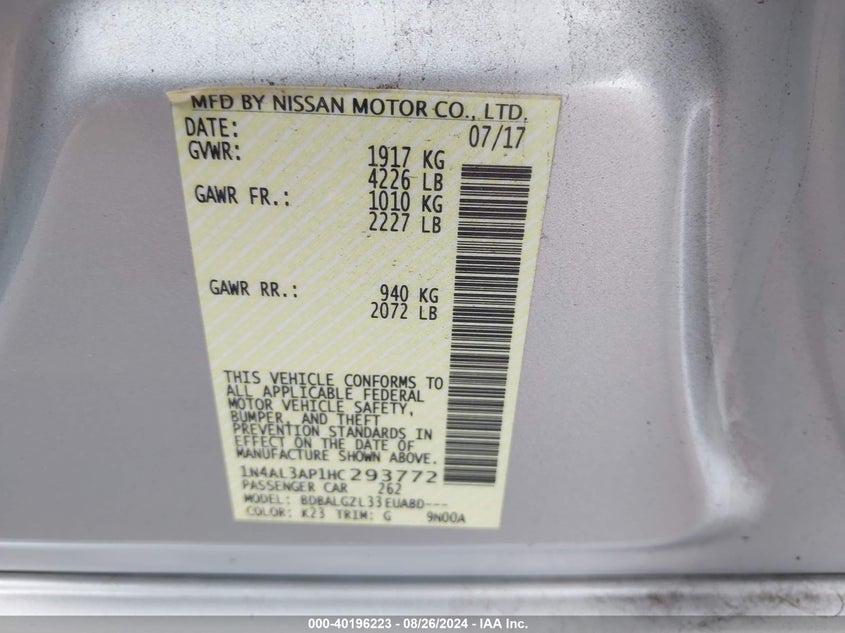 MFD BY NISSAN MOTOR CO., LTD.
DATE: 07/17
GVWR: 1917 KG
4226 LB
GAWR FR.: 1010 KG
2227 LB
GAWR RR.: 940 KG
2072 LB
THIS VEHICLE CONFORMS TO
ALL APPLICABLE FEDERAL
MOTOR VEHICLE SAFETY,
BUMPER, AND THEFT
PREVENTION STANDARDS IN
EFFECT ON THE DATE OF
MANUFACTURE SHOWN ABOVE.
1N4AL3AP1HC293772
PASSENGER CAR 262
MODEL: BDBALGZL33EUA8D---
COLOR: K23 TRIM: G 9N00A
000-40196223 | 08/26/2024 - IAA Inc.